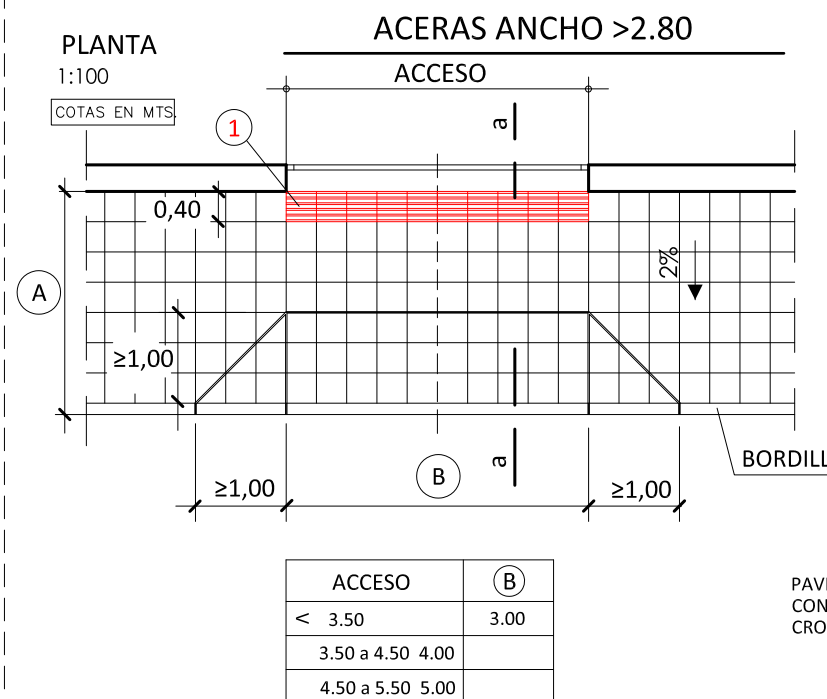 ACERAS ANCHO >2.80
PLANTA
1:100
COTAS EN MTS.
ACCESO
1
a
0,40
2%
A
≥1,00
a
B
BORDILL
≥1,00
≥1,00
ACCESO B
< 3.50 3.00
3.50 a 4.50 4.00
4.50 a 5.50 5.00
PAVI
CON
CRO